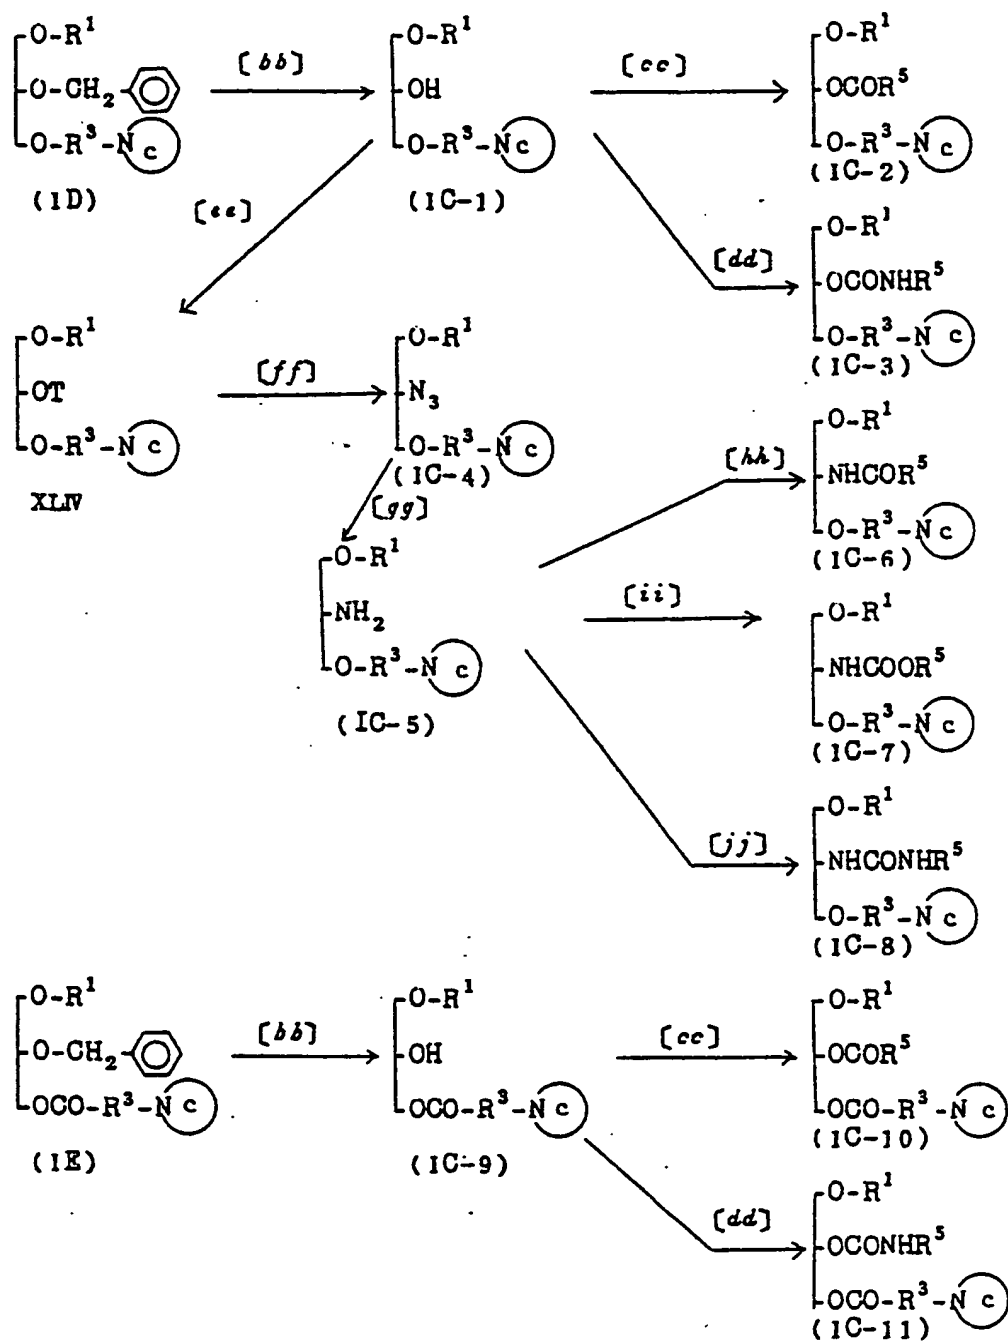 O-R¹ [bb] O-R¹ [cc] O-R¹
O-CH₂ OH OCOR⁵
O-R³-N c O-R³-N c O-R³-N c
(ID) (IC-1) (IC-2)
[ee]
O-R¹
[dd] OCONHR⁵
O-R³-N c
(IC-3)
O-R¹ [ff] O-R¹
OT N₃
O-R³-N c O-R³-N c
XLIV (IC-4)
[gg]
O-R¹
[hh] NHCOR⁵
O-R³-N c
(IC-6)
O-R¹
NH₂
O-R³-N c
(IC-5)
[ii] O-R¹
NHCOOR⁵
O-R³-N c
(IC-7)
O-R¹
[jj] NHCONHR⁵
O-R³-N c
(IC-8)
O-R¹ [bb] O-R¹ [cc] O-R¹
O-CH₂ OH OCOR⁵
OCO-R³-N c OCO-R³-N c OCO-R³-N c
(IE) (IC-9) (IC-10)
O-R¹
[dd] OCONHR⁵
OCO-R³-N c
(IC-11)